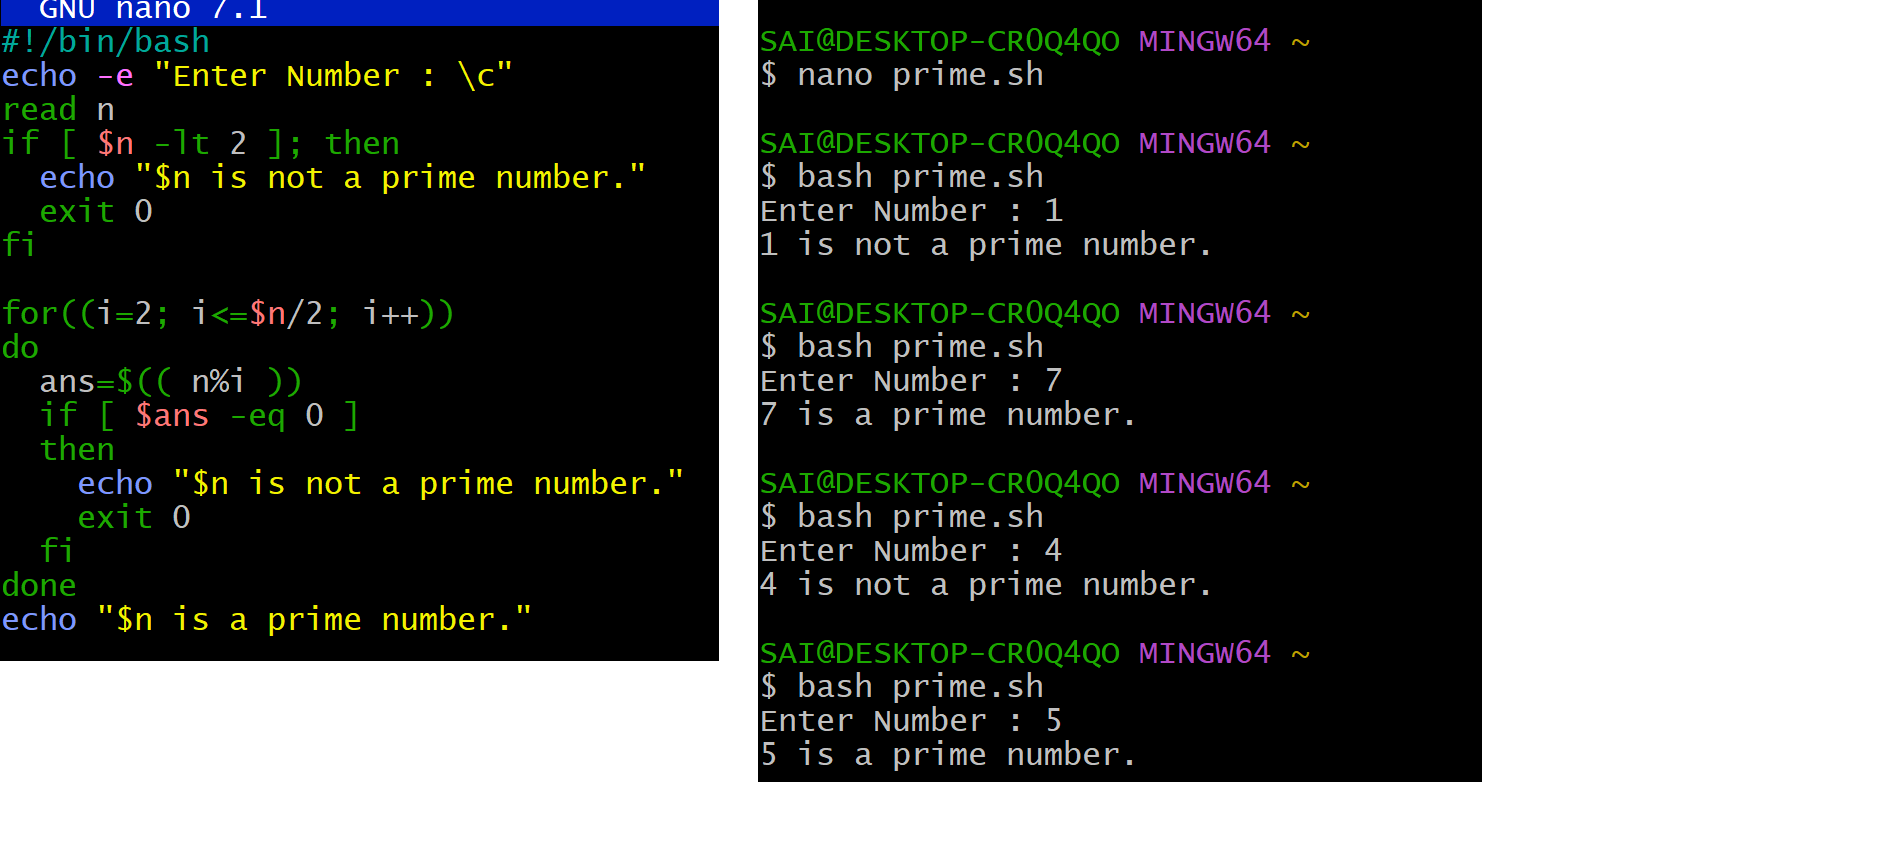 GNU nano 7.1
#!/bin/bash
echo -e "Enter Number : \c"
read n
if [ $n -lt 2 ]; then
  echo "$n is not a prime number."
  exit 0
fi

for((i=2; i<=$n/2; i++))
do
  ans=$(( n%i ))
  if [ $ans -eq 0 ]
  then
    echo "$n is not a prime number."
    exit 0
  fi
done
echo "$n is a prime number."

SAI@DESKTOP-CR0Q4QO MINGW64 ~
$ nano prime.sh

SAI@DESKTOP-CR0Q4QO MINGW64 ~
$ bash prime.sh
Enter Number : 1
1 is not a prime number.

SAI@DESKTOP-CR0Q4QO MINGW64 ~
$ bash prime.sh
Enter Number : 7
7 is a prime number.

SAI@DESKTOP-CR0Q4QO MINGW64 ~
$ bash prime.sh
Enter Number : 4
4 is not a prime number.

SAI@DESKTOP-CR0Q4QO MINGW64 ~
$ bash prime.sh
Enter Number : 5
5 is a prime number.